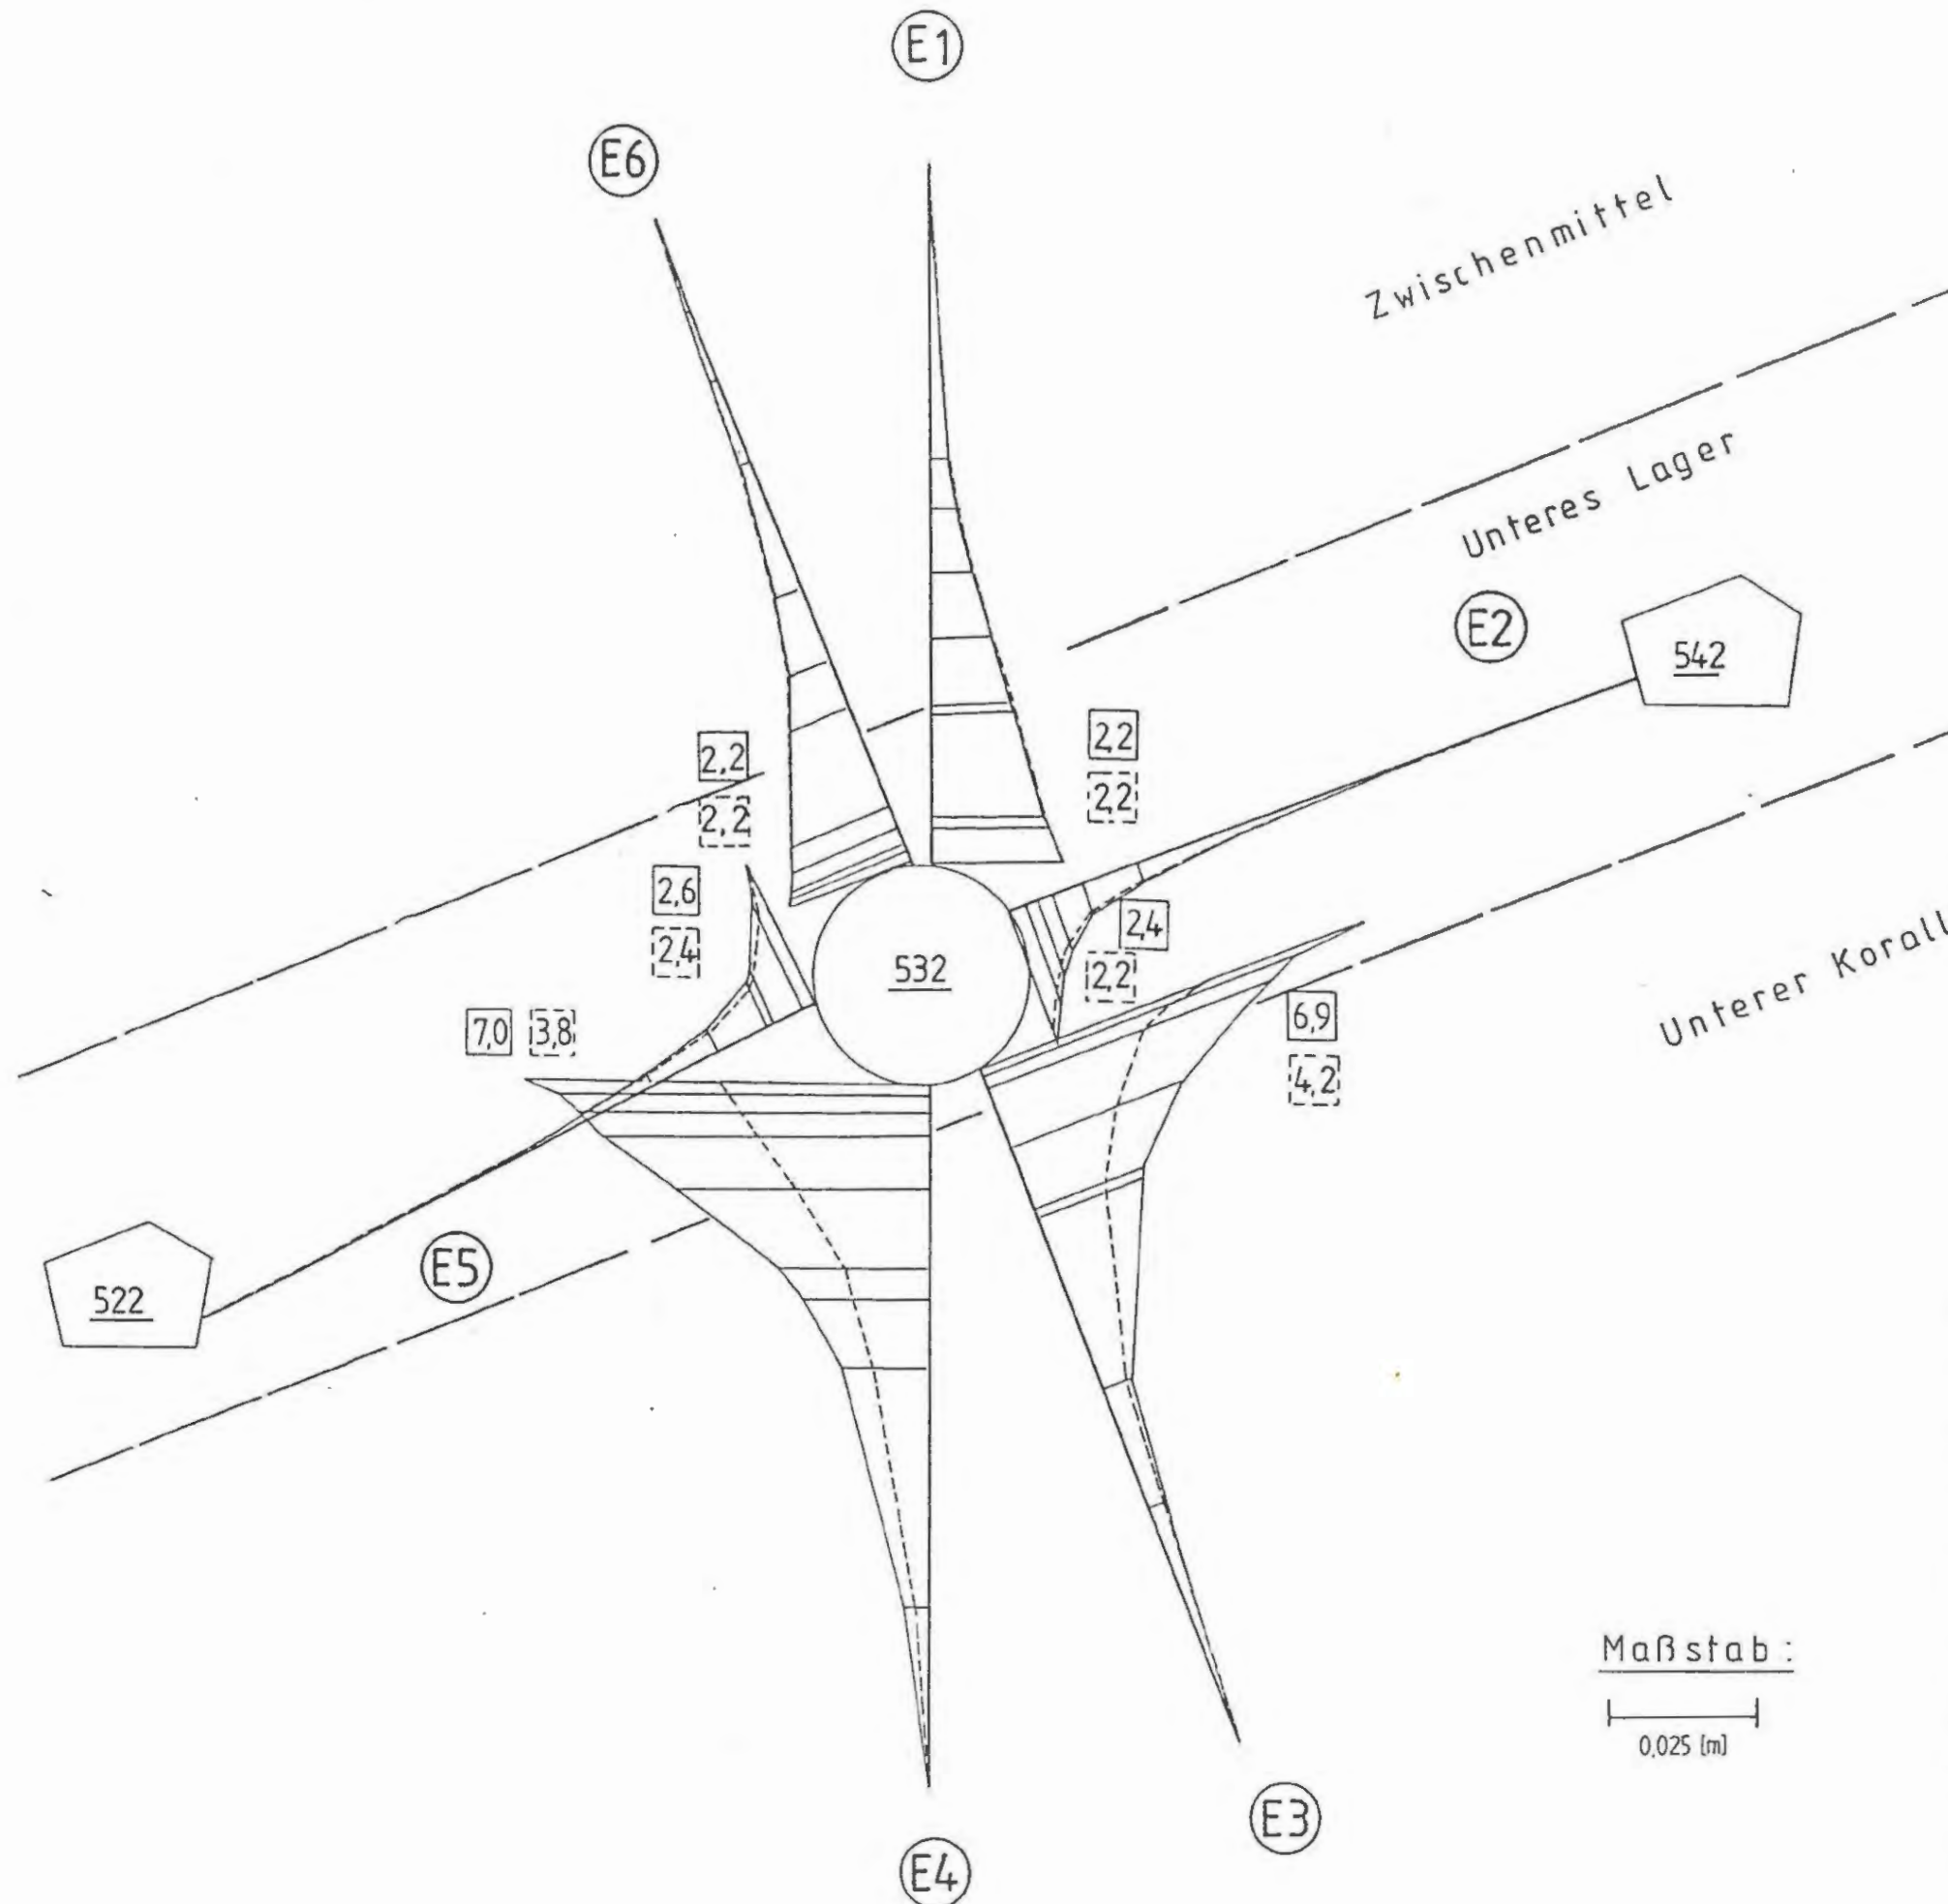 E1
E6
Zwischenmittel
Unteres Lager
E2
542
2,2
2,2
2,2
2,2
2,6
2,4
2,4
2,2
532
Unterer Korall
7,0 3,8
6,9
4,2
E5
522
Maßstab:
0,025 [m]
E3
E4